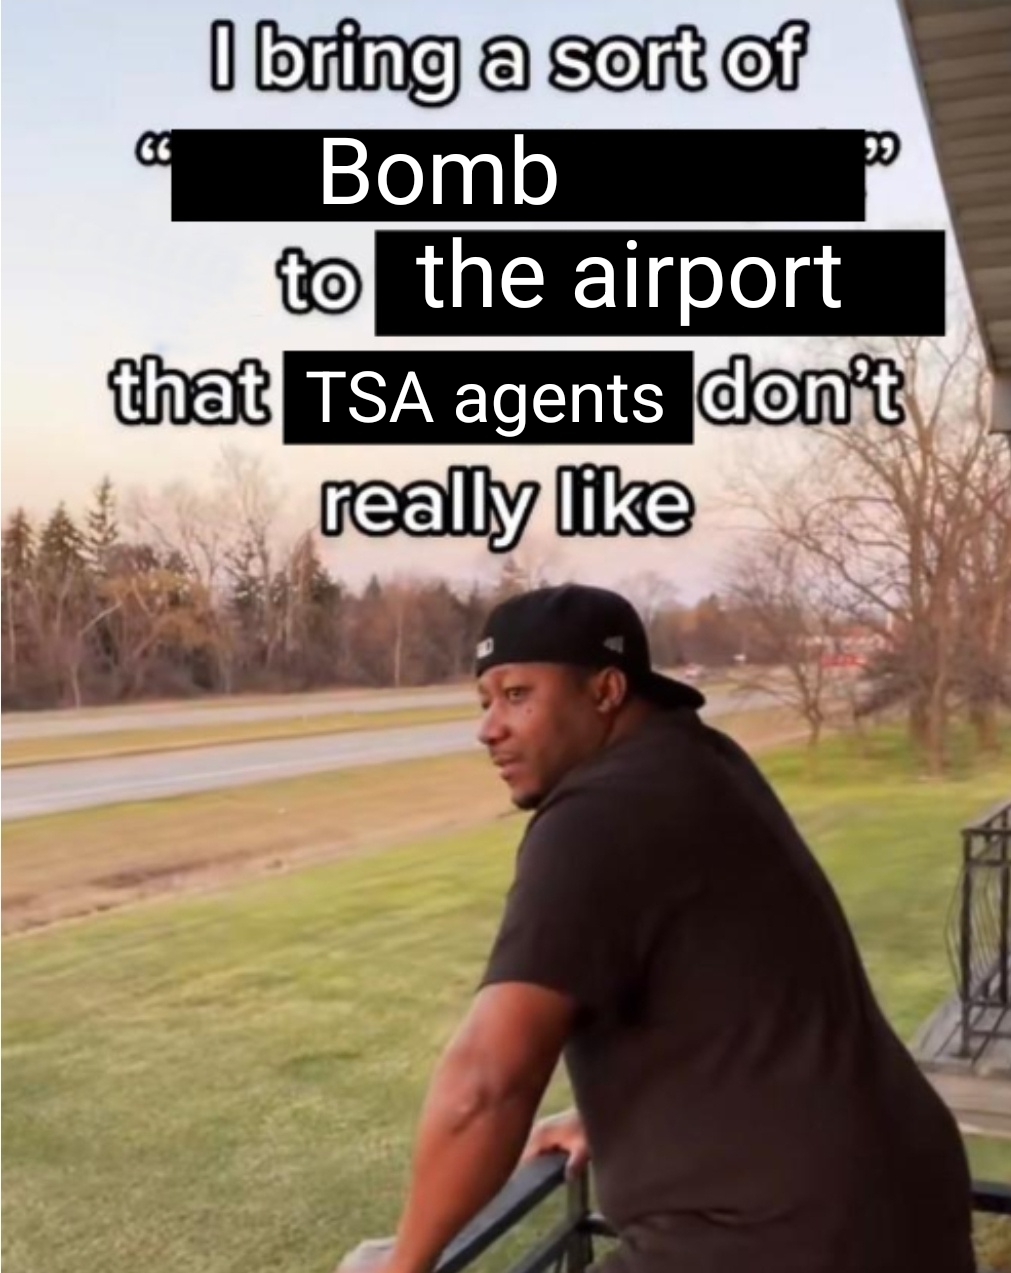 I bring a sort of
“ Bomb ”
to the airport
that TSA agents don’t
really like